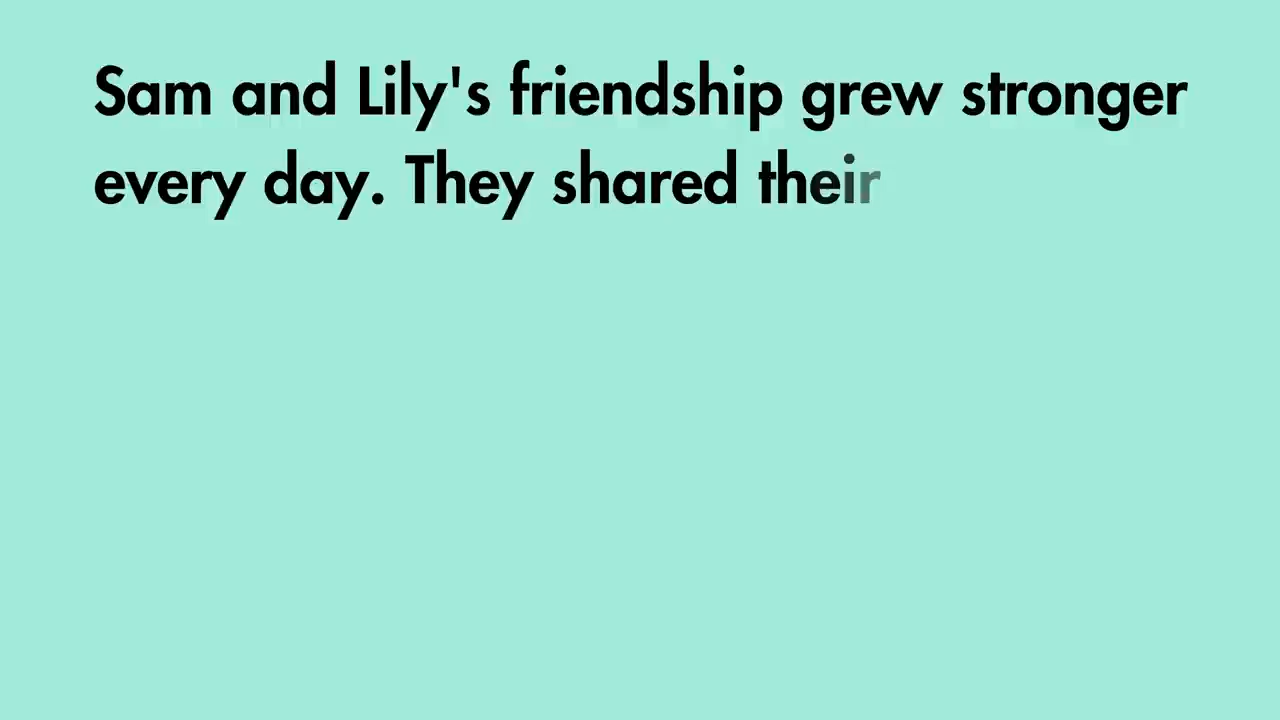 Sam and Lily's friendship grew stronger
every day. They shared their